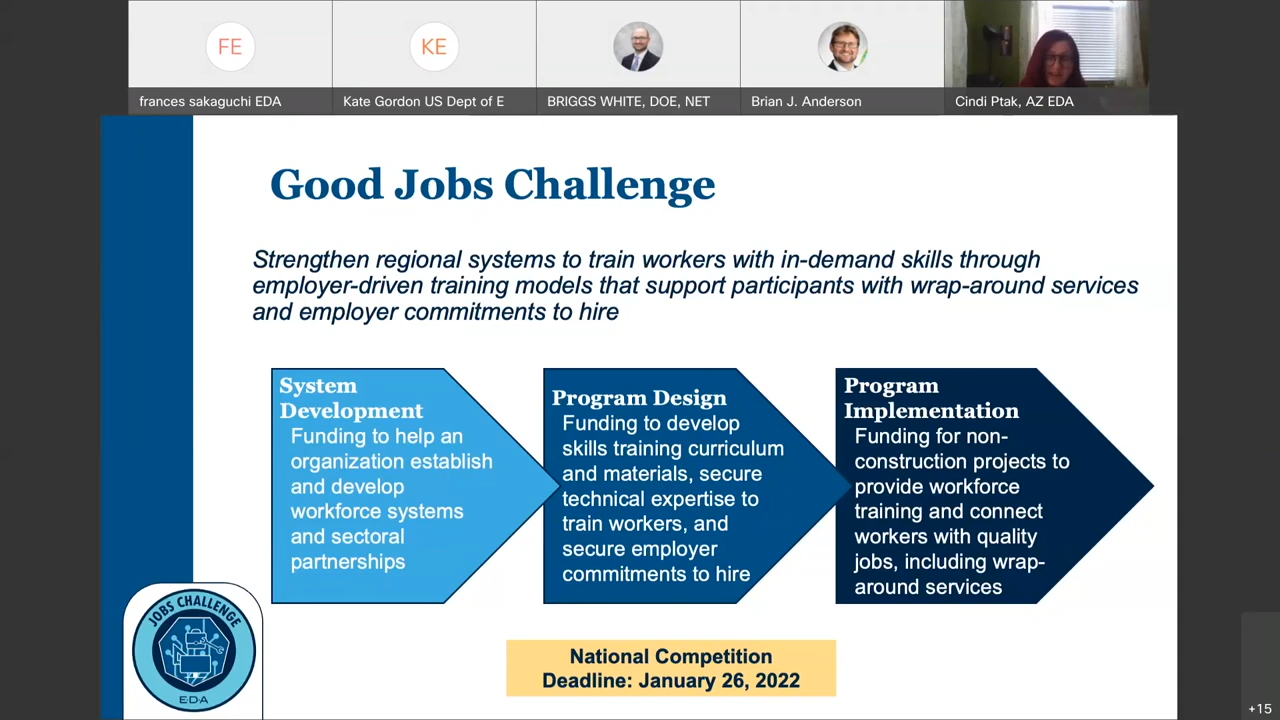 FE
KE
frances sakaguchi EDA
Kate Gordon US Dept of E
BRIGGS WHITE, DOE, NET
Brian J. Anderson
Cindi Ptak, AZ EDA
Good Jobs Challenge
Strengthen regional systems to train workers with in-demand skills through
employer-driven training models that support participants with wrap-around services
and employer commitments to hire
System
Development
Funding to help an
organization establish
and develop
workforce systems
and sectoral
partnerships
Program Design
Funding to develop
skills training curriculum
and materials, secure
technical expertise to
train workers, and
secure employer
commitments to hire
Program
Implementation
Funding for non-
construction projects to
provide workforce
training and connect
workers with quality
jobs, including wrap-
around services
JOBS CHALLENGE
E·D·A
National Competition
Deadline: January 26, 2022
+15